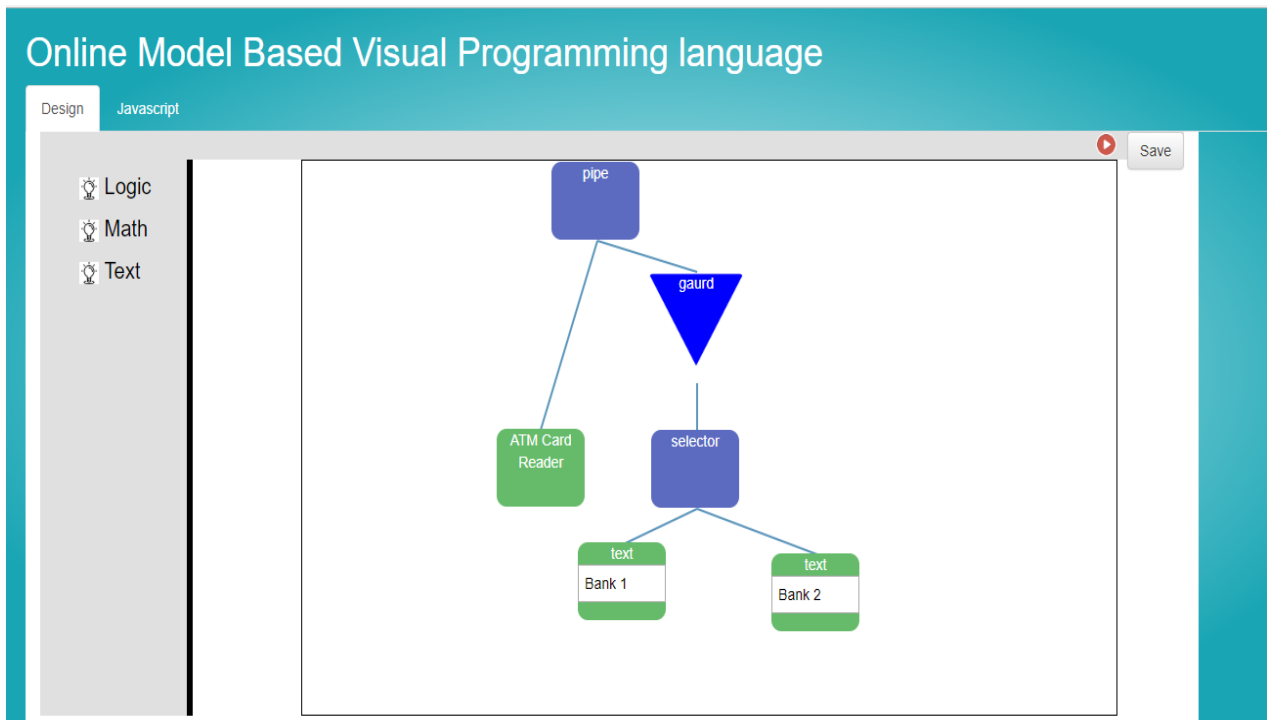 Online Model Based Visual Programming language
Design
Javascript
Save
Logic
Math
Text
pipe
gaurd
ATM Card
Reader
selector
text
Bank 1
text
Bank 2